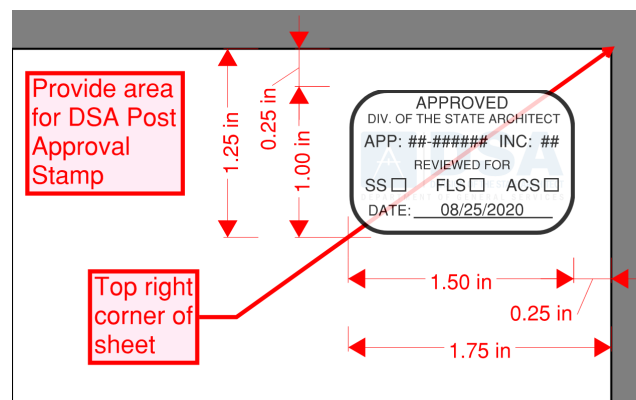 Provide area
for DSA Post
Approval
Stamp
1.25 in
0.25 in
1.00 in
APPROVED
DIV. OF THE STATE ARCHITECT
APP: ##-###### INC: ##
REVIEWED FOR
SS FLS ACS
DATE: 08/25/2020
DSA
Top right
corner of
sheet
1.50 in
0.25 in
1.75 in